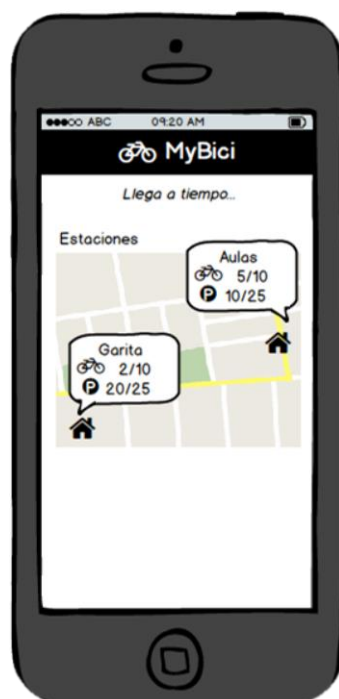 ABC 09:20 AM
MyBici
Llega a tiempo...
Estaciones
Aulas
5/10
P 10/25
Garita
2/10
P 20/25